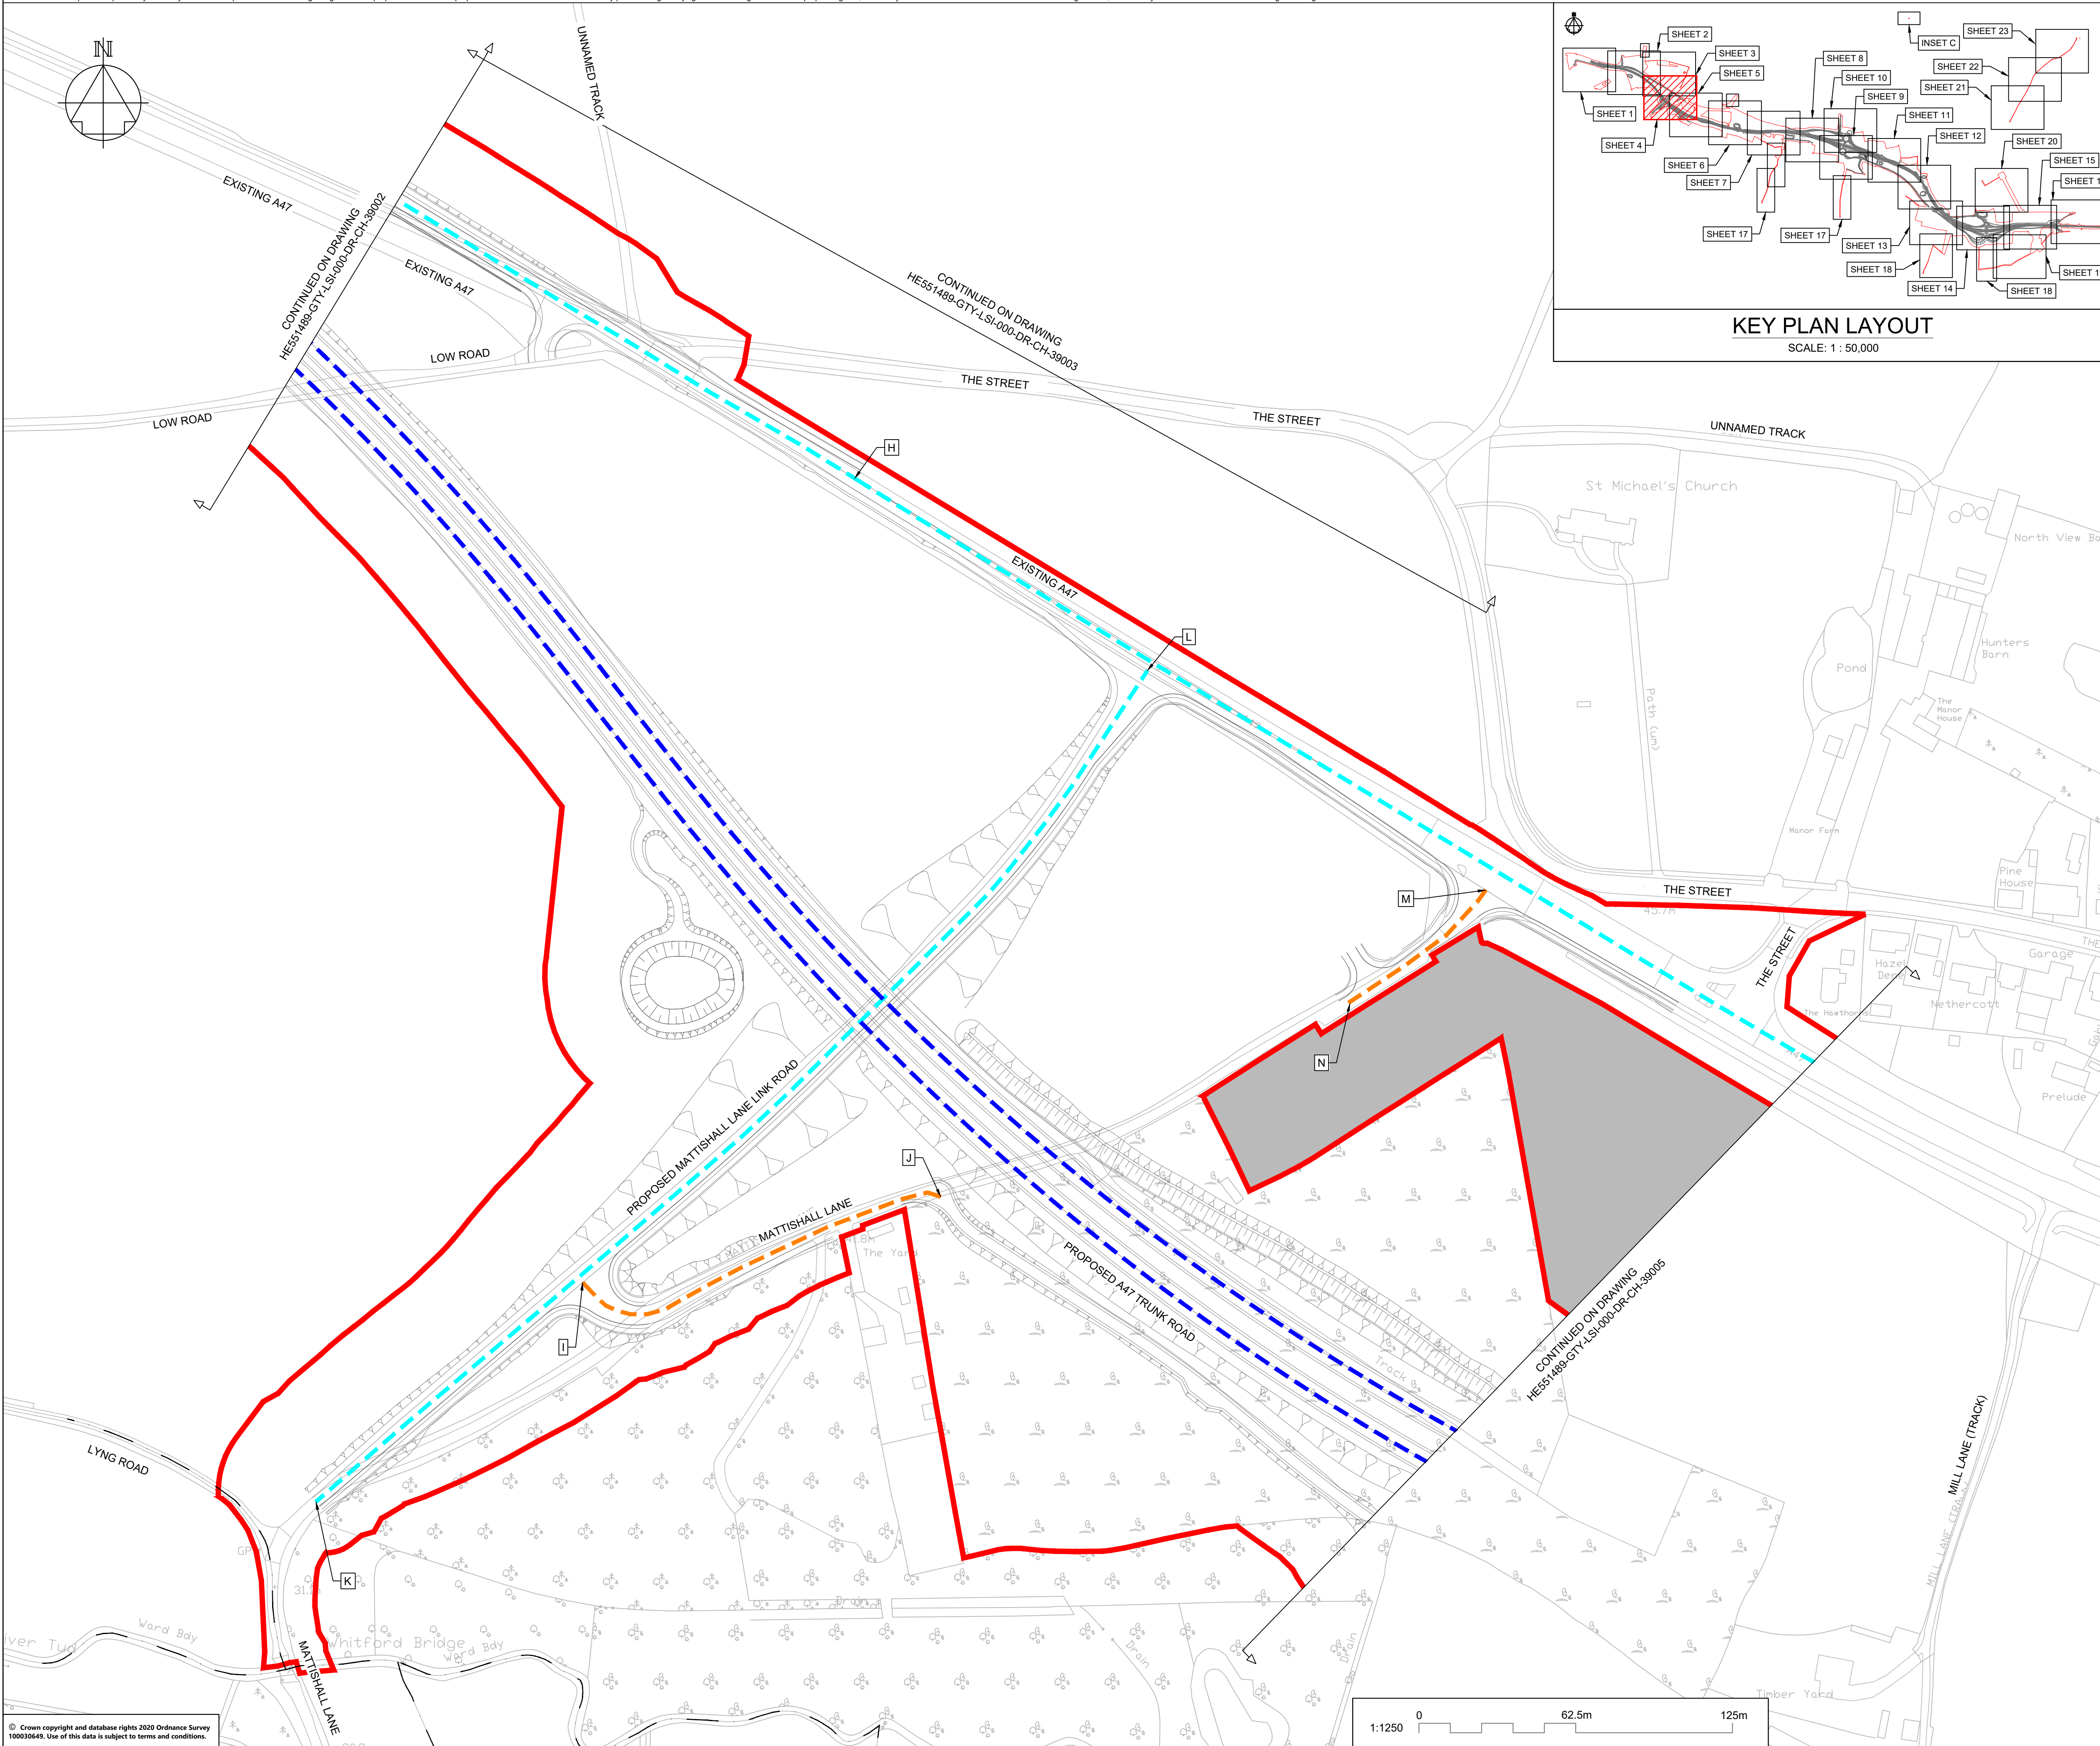 N
UNNAMED TRACK
EXISTING A47
CONTINUED ON DRAWING
HE551489-GTY-LSI-000-DR-CH-39002
EXISTING A47
CONTINUED ON DRAWING
HE551489-GTY-LSI-000-DR-CH-39003
LOW ROAD
LOW ROAD
THE STREET
THE STREET
UNNAMED TRACK
SHEET 2
SHEET 3
SHEET 5
SHEET 1
SHEET 4
SHEET 6
SHEET 7
SHEET 8
SHEET 10
SHEET 9
SHEET 11
SHEET 12
INSET C
SHEET 23
SHEET 22
SHEET 21
SHEET 20
SHEET 15
SHEET 17
SHEET 17
SHEET 13
SHEET 18
SHEET 14
SHEET 18
KEY PLAN LAYOUT
SCALE: 1 : 50,000
H
St Michael's Church
North View Ba
EXISTING A47
L
Hunters
Barn
Pond
Path (um)
The
Manor
House
Manor Farm
M
THE STREET
45.7m
Pine
House
THE STREET
Hazel
Dene
Garage
Nethercott
The Hawthorns
Prelude
N
PROPOSED MATTISHALL LANE LINK ROAD
J
MATTISHALL LANE
The Yard
PROPOSED A47 TRUNK ROAD
I
CONTINUED ON DRAWING
HE551489-GTY-LSI-000-DR-CH-39005
Track
LYNG ROAD
MILL LANE (TRACK)
K
Drain
Drain
Drain
Ward Bdy
Whitford Bridge
Ward Bdy
MATTISHALL LANE
Timber Yard
© Crown copyright and database rights 2020 Ordnance Survey
100030649. Use of this data is subject to terms and conditions.
1:1250
0
62.5m
125m